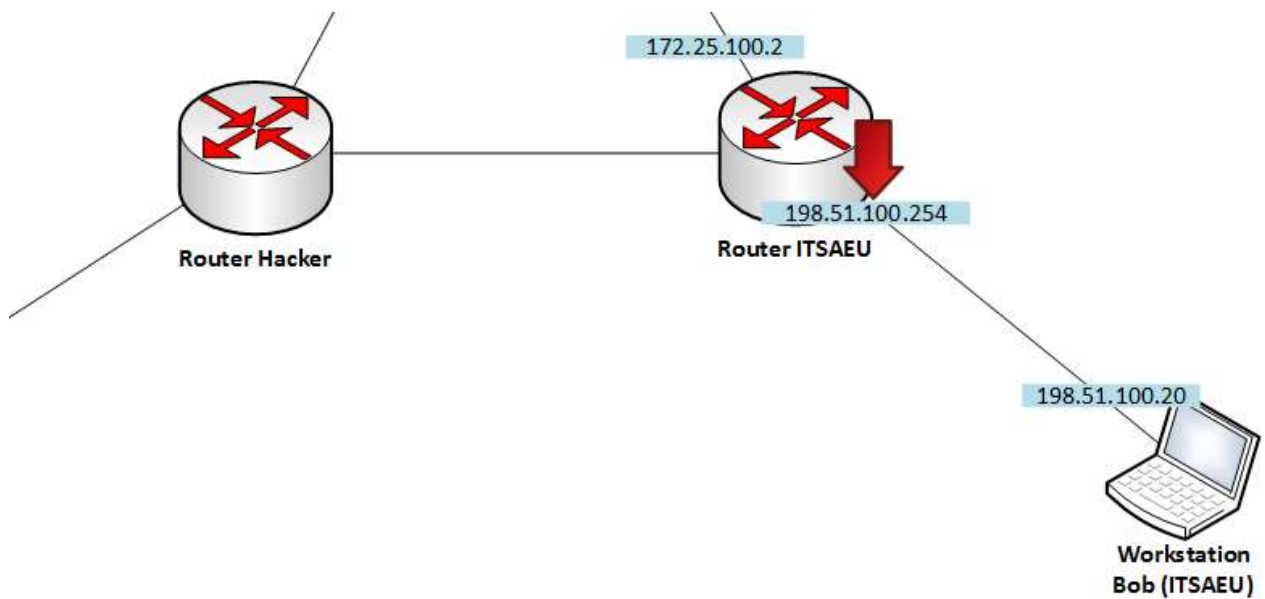 172.25.100.2
198.51.100.254
Router Hacker
Router ITSAEU
198.51.100.20
Workstation
Bob (ITSAEU)